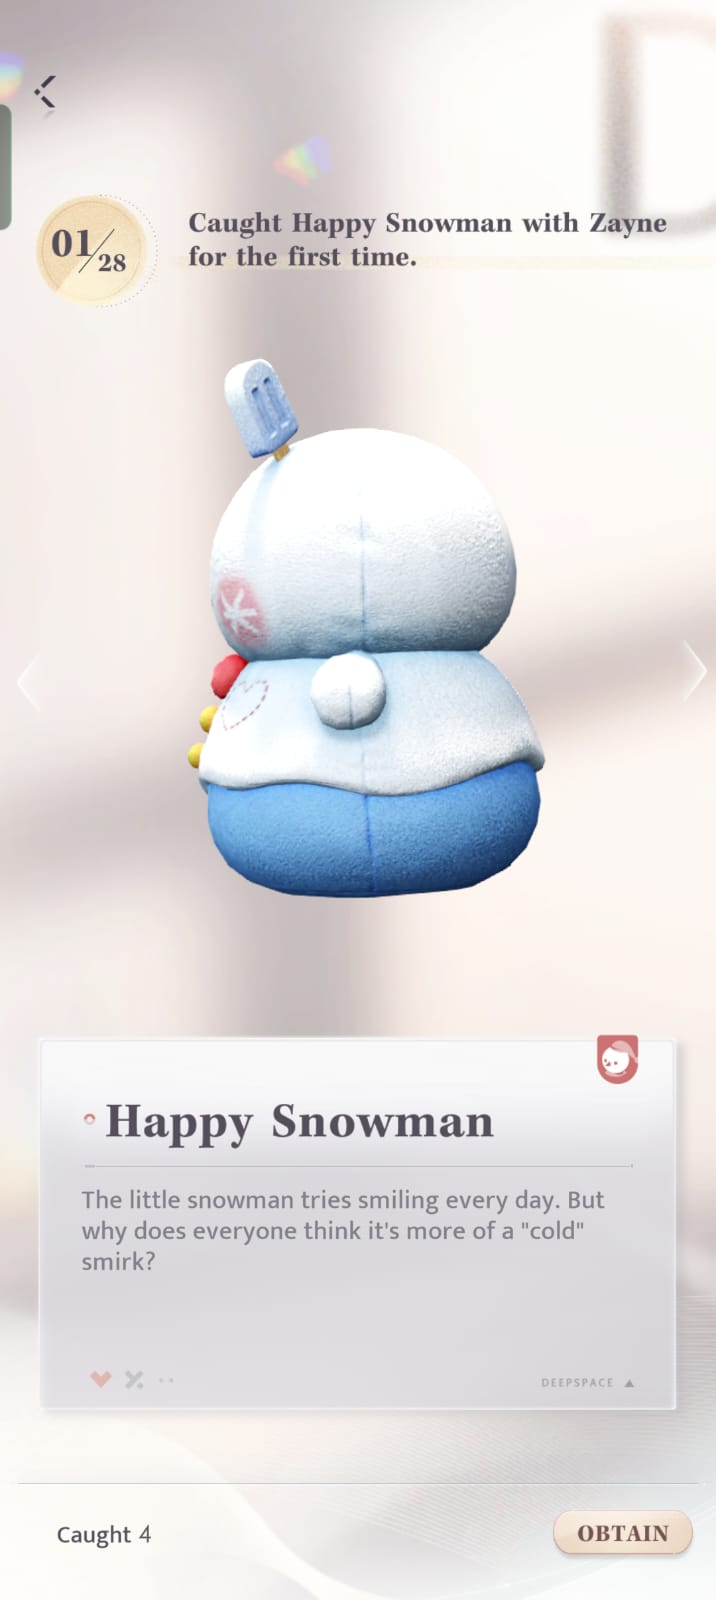 D
01/28
Caught Happy Snowman with Zayne
for the first time.
Happy Snowman
The little snowman tries smiling every day. But
why does everyone think it's more of a "cold"
smirk?
DEEPSPACE
Caught 4
OBTAIN